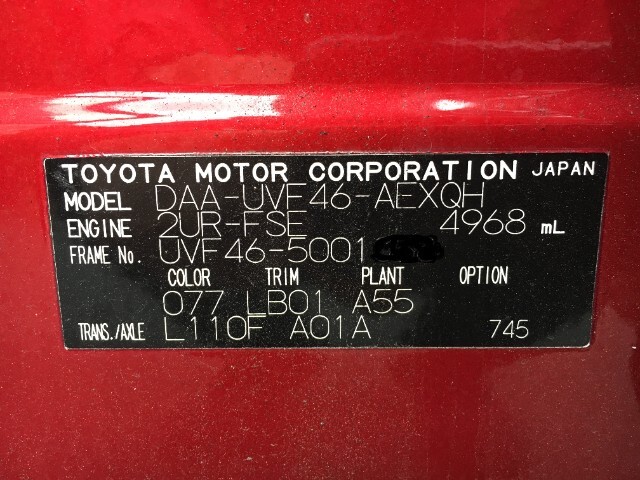 TOYOTA MOTOR CORPORATION JAPAN
MODEL DAA-UVF46-AEXQH
ENGINE 2UR-FSE 4968 mL
FRAME No. UVF46-5001
COLOR TRIM PLANT OPTION
077 LB01 A55
TRANS./AXLE L110F A01A 745